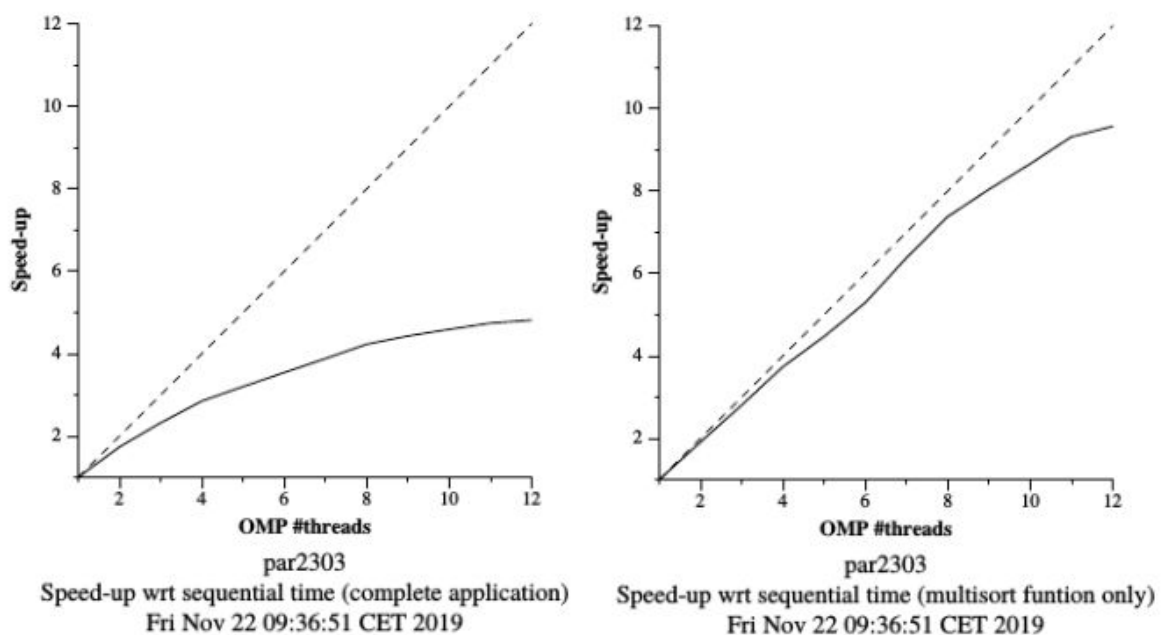 12
10
8
6
4
2
Speed-up
2 4 6 8 10 12
OMP #threads
par2303
Speed-up wrt sequential time (complete application)
Fri Nov 22 09:36:51 CET 2019
12
10
8
6
4
2
Speed-up
2 4 6 8 10 12
OMP #threads
par2303
Speed-up wrt sequential time (multisort funtion only)
Fri Nov 22 09:36:51 CET 2019